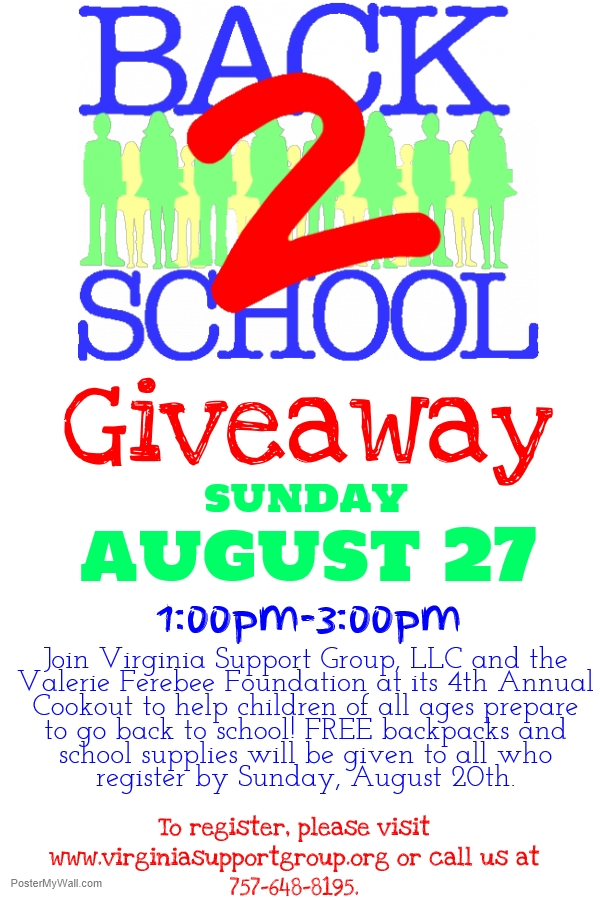 BACK
2
SCHOOL
Giveaway
SUNDAY
AUGUST 27
1:00pm-3:00pm
Join Virginia Support Group, LLC and the
Valerie Ferebee Foundation at its 4th Annual
Cookout to help children of all ages prepare
to go back to school! FREE backpacks and
school supplies will be given to all who
register by Sunday, August 20th.
To register, please visit
www.virginiasupportgroup.org or call us at
757-648-8195.
PosterMyWall.com